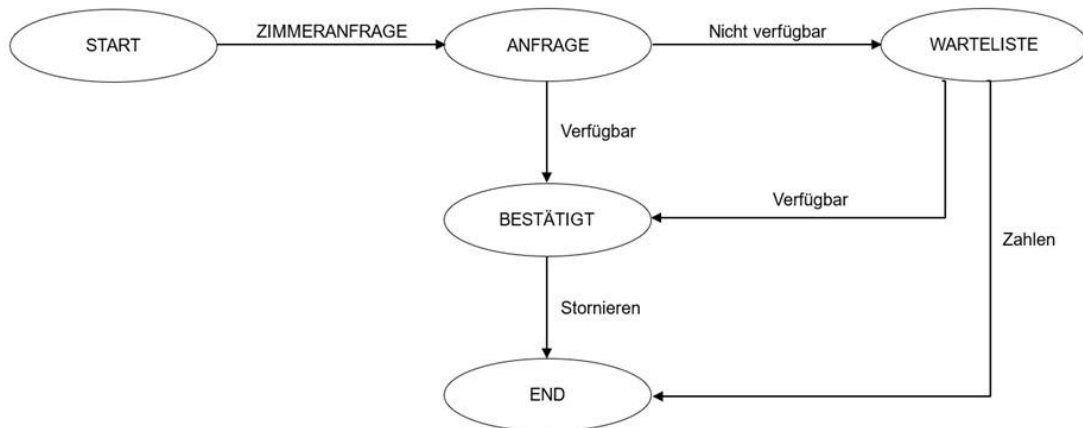 START
ZIMMERANFRAGE
ANFRAGE
Nicht verfügbar
WARTELISTE
Verfügbar
BESTÄTIGT
Verfügbar
Zahlen
Stornieren
END